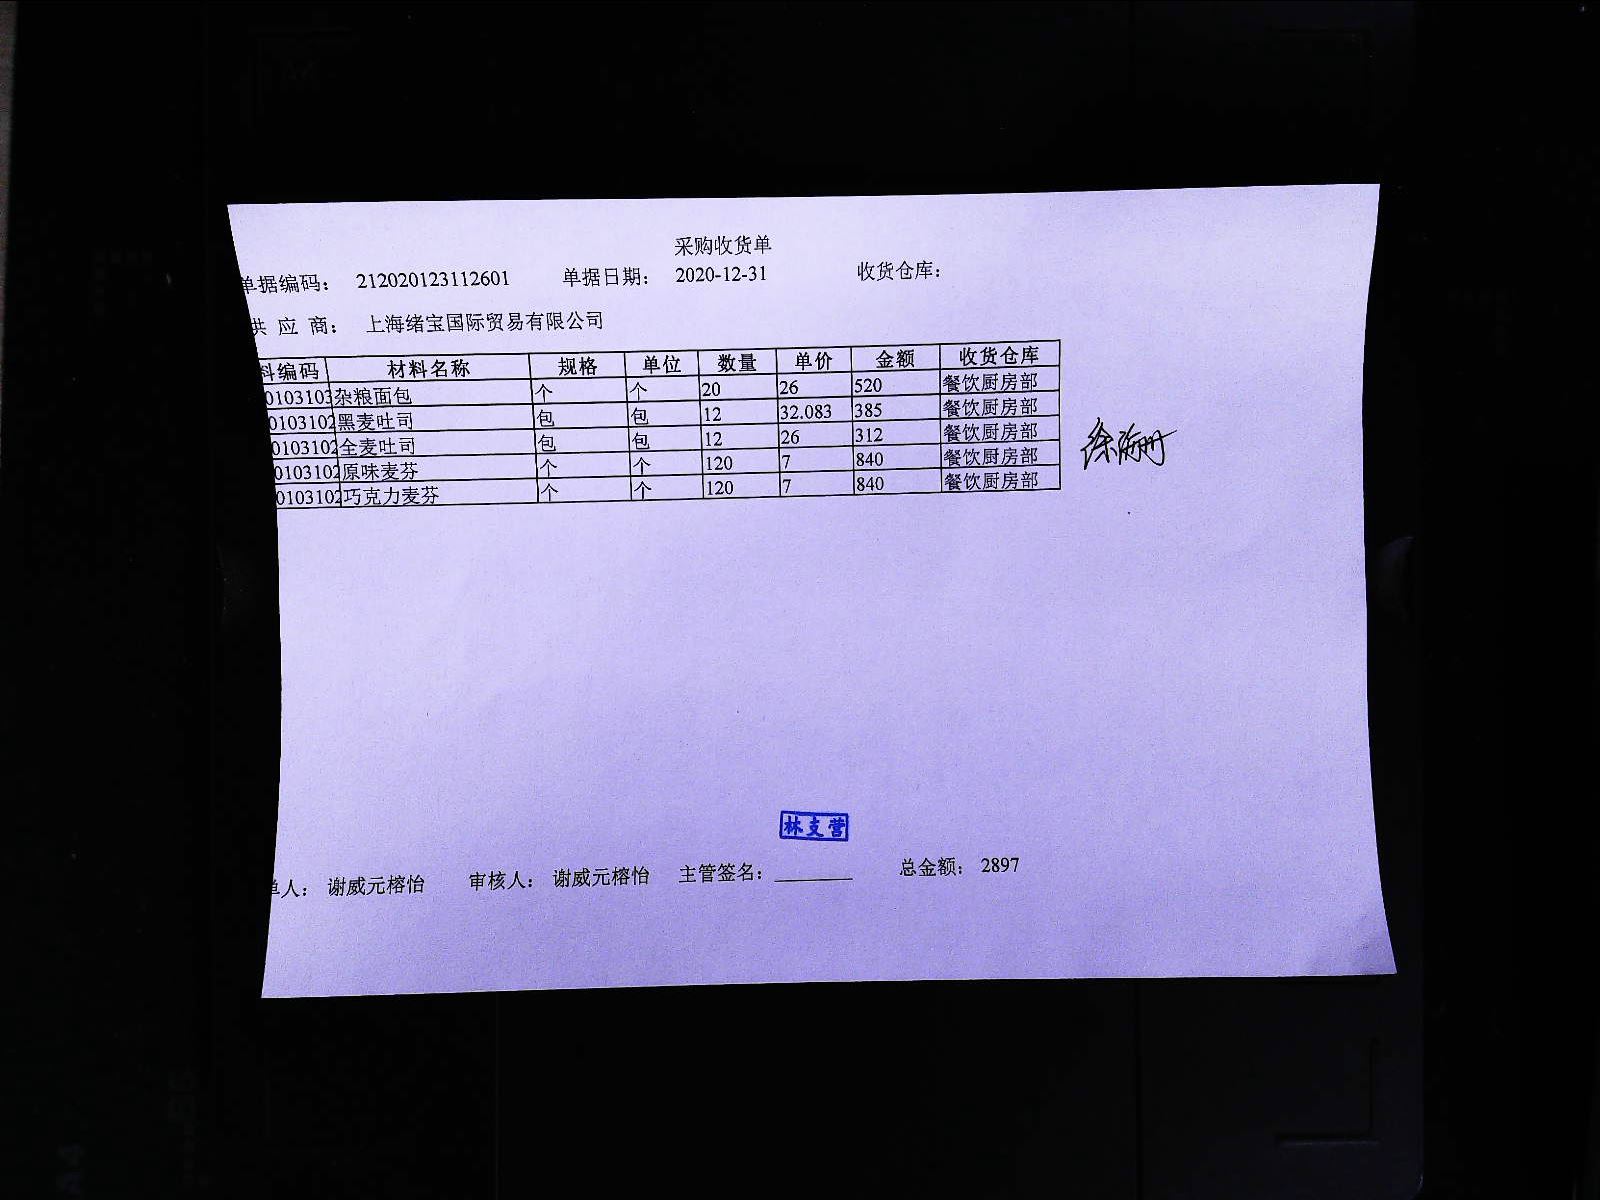 采购收货单
单据编码： 212020123112601 单据日期： 2020-12-31 收货仓库：
供 应 商： 上海绪宝国际贸易有限公司
料编码 材料名称 规格 单位 数量 单价 金额 收货仓库
0103103 杂粮面包 个 个 20 26 520 餐饮厨房部
0103102 黑麦吐司 包 包 12 32.083 385 餐饮厨房部
0103102 全麦吐司 包 包 12 26 312 餐饮厨房部
0103102 原味麦芬 个 个 120 7 840 餐饮厨房部
0103102 巧克力麦芬 个 个 120 7 840 餐饮厨房部
林支营
单人： 谢威元榕怡 审核人： 谢威元榕怡 主管签名： 总金额： 2897